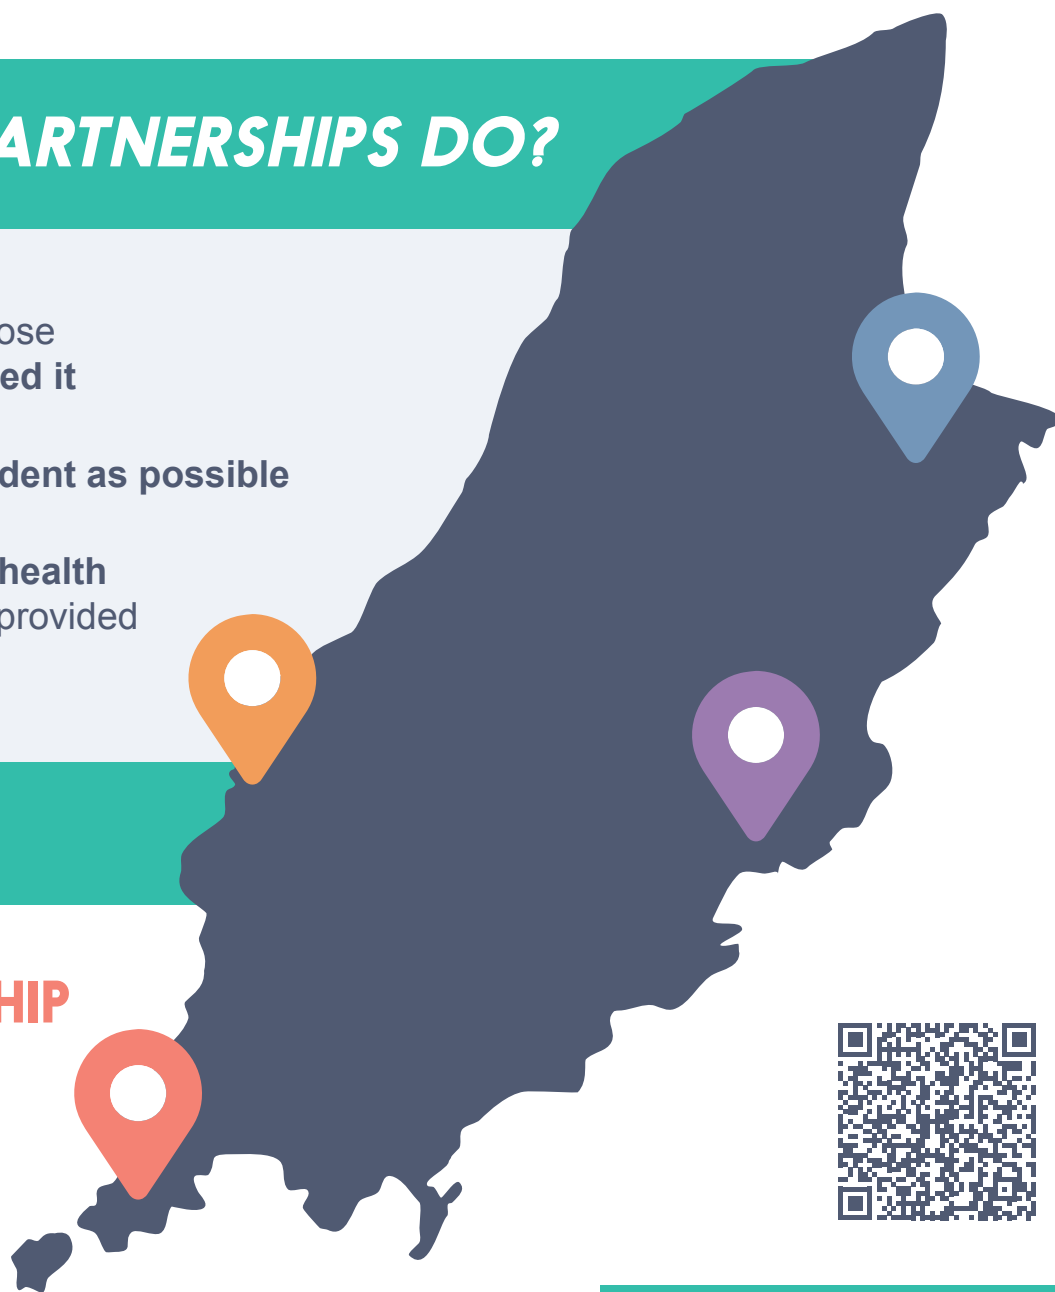 ARTNERSHIPS DO?
ose
ed it
dent as possible
health
provided
HIP